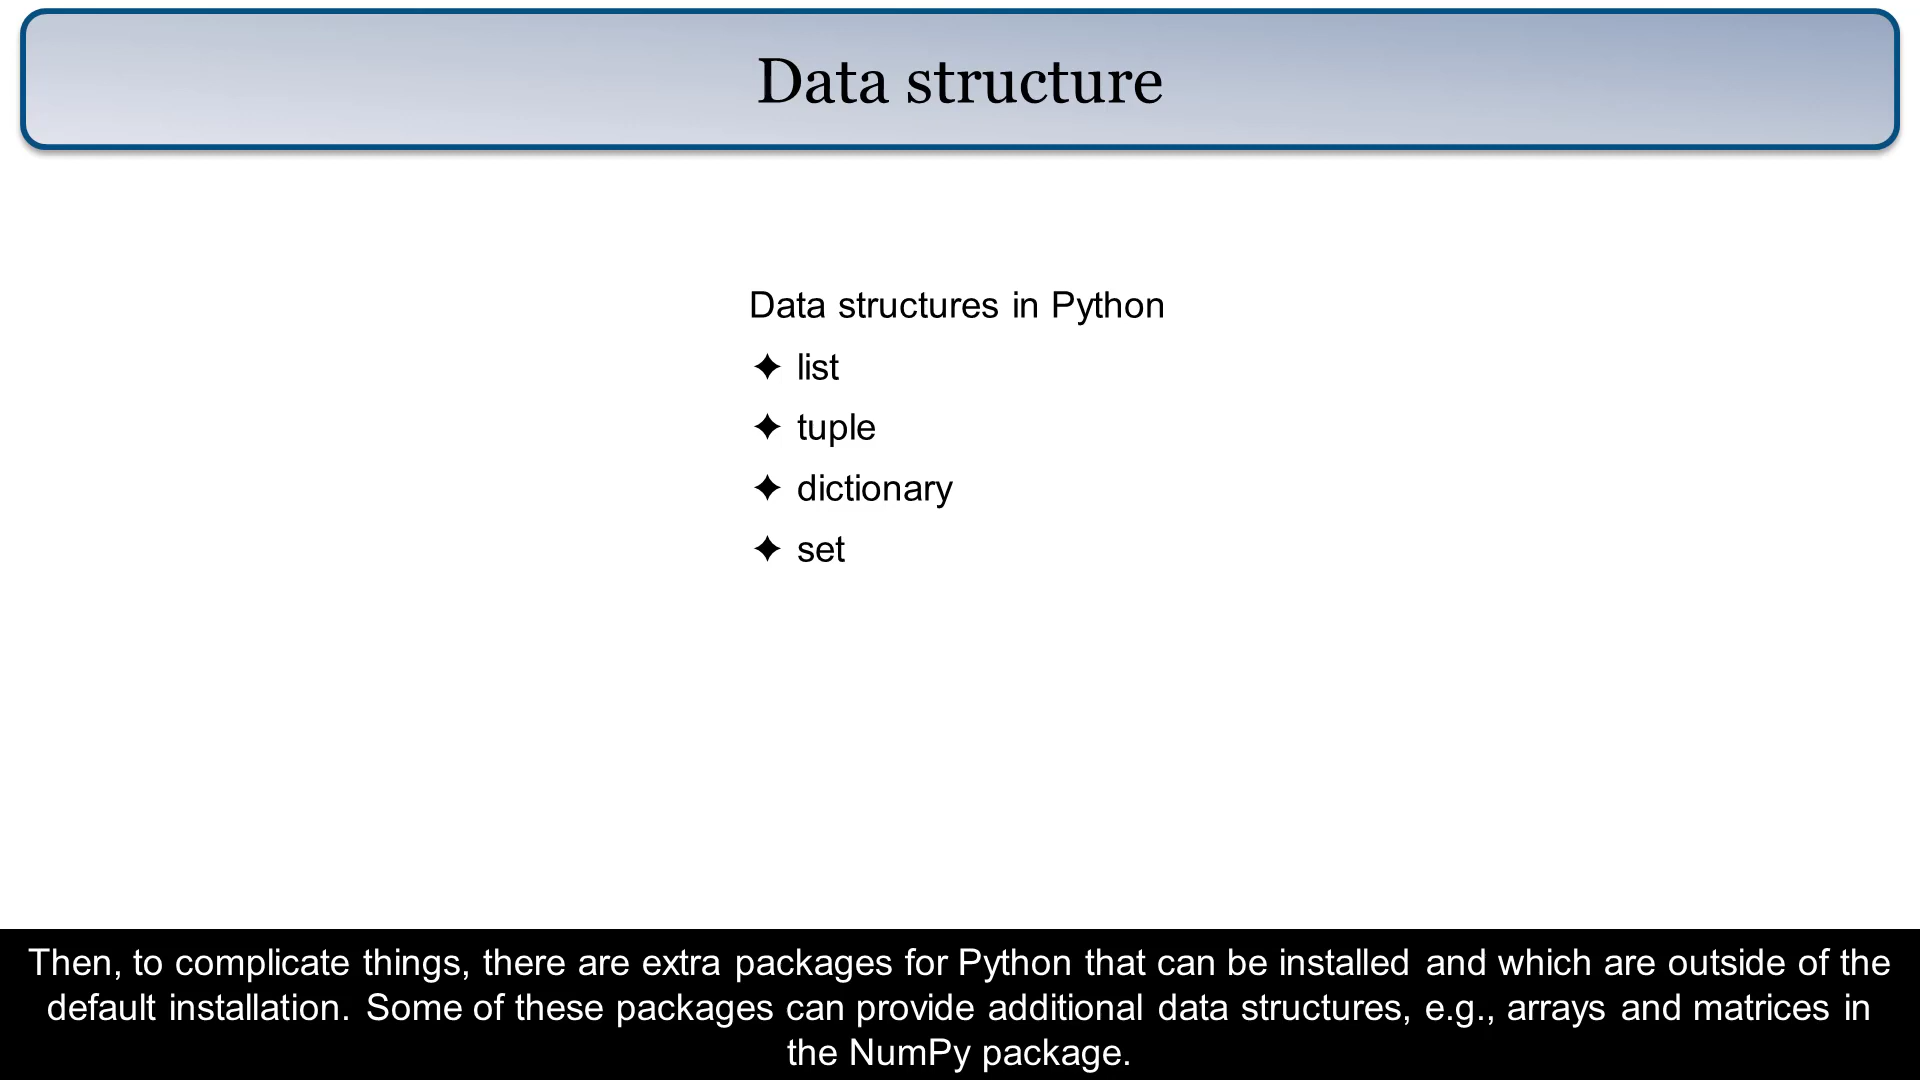 Data structure
Data structures in Python
✦ list
✦ tuple
✦ dictionary
✦ set
Then, to complicate things, there are extra packages for Python that can be installed and which are outside of the
default installation. Some of these packages can provide additional data structures, e.g., arrays and matrices in
the NumPy package.